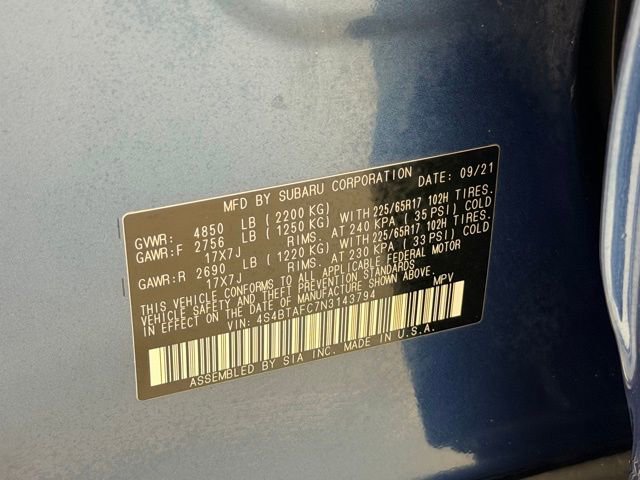 MFD BY SUBARU CORPORATION DATE: 09/21
GVWR: 4850 LB ( 2200 KG)
GAWR:F 2756 LB ( 1250 KG) WITH 225/65R17 102H TIRES.
17X7J RIMS. AT 240 KPA ( 35 PSI) COLD
GAWR:R 2690 LB ( 1220 KG) WITH 225/65R17 102H TIRES.
17X7J RIMS. AT 230 KPA ( 33 PSI) COLD
THIS VEHICLE CONFORMS TO ALL APPLICABLE FEDERAL MOTOR
VEHICLE SAFETY AND THEFT PREVENTION STANDARDS
IN EFFECT ON THE DATE OF MANUFACTURE SHOWN ABOVE.
VIN: 4S4BTAFC7N3143794 MPV
ASSEMBLED BY SIA INC. MADE IN U.S.A.